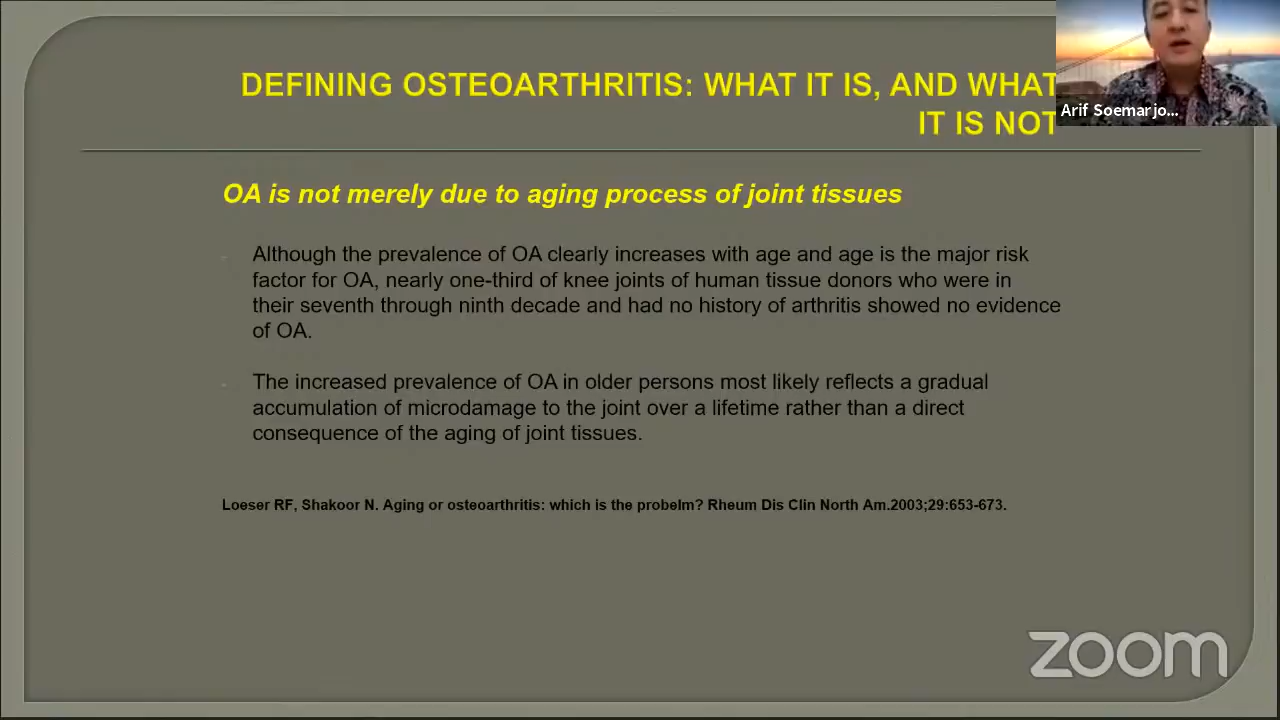 DEFINING OSTEOARTHRITIS: WHAT IT IS, AND WHAT
IT IS NOT
Arif Soemarjo...
OA is not merely due to aging process of joint tissues
- Although the prevalence of OA clearly increases with age and age is the major risk
factor for OA, nearly one-third of knee joints of human tissue donors who were in
their seventh through ninth decade and had no history of arthritis showed no evidence
of OA.
- The increased prevalence of OA in older persons most likely reflects a gradual
accumulation of microdamage to the joint over a lifetime rather than a direct
consequence of the aging of joint tissues.
Loeser RF, Shakoor N. Aging or osteoarthritis: which is the probelm? Rheum Dis Clin North Am.2003;29:653-673.
zoom